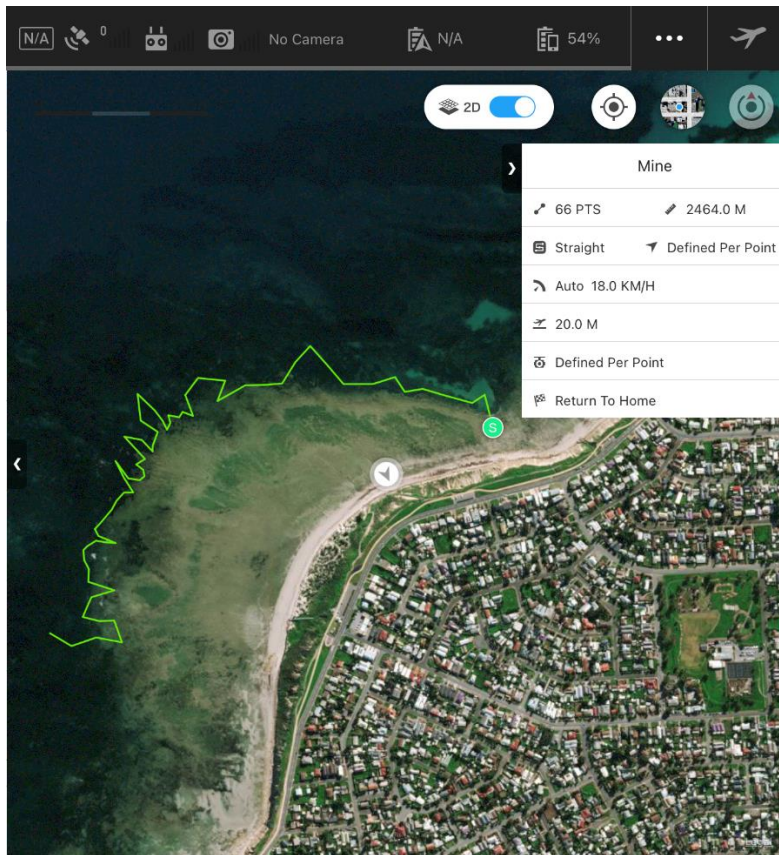 N/A 0 No Camera N/A 54%
2D
Mine
66 PTS 2464.0 M
Straight Defined Per Point
Auto 18.0 KM/H
20.0 M
Defined Per Point
Return To Home
S
Legal